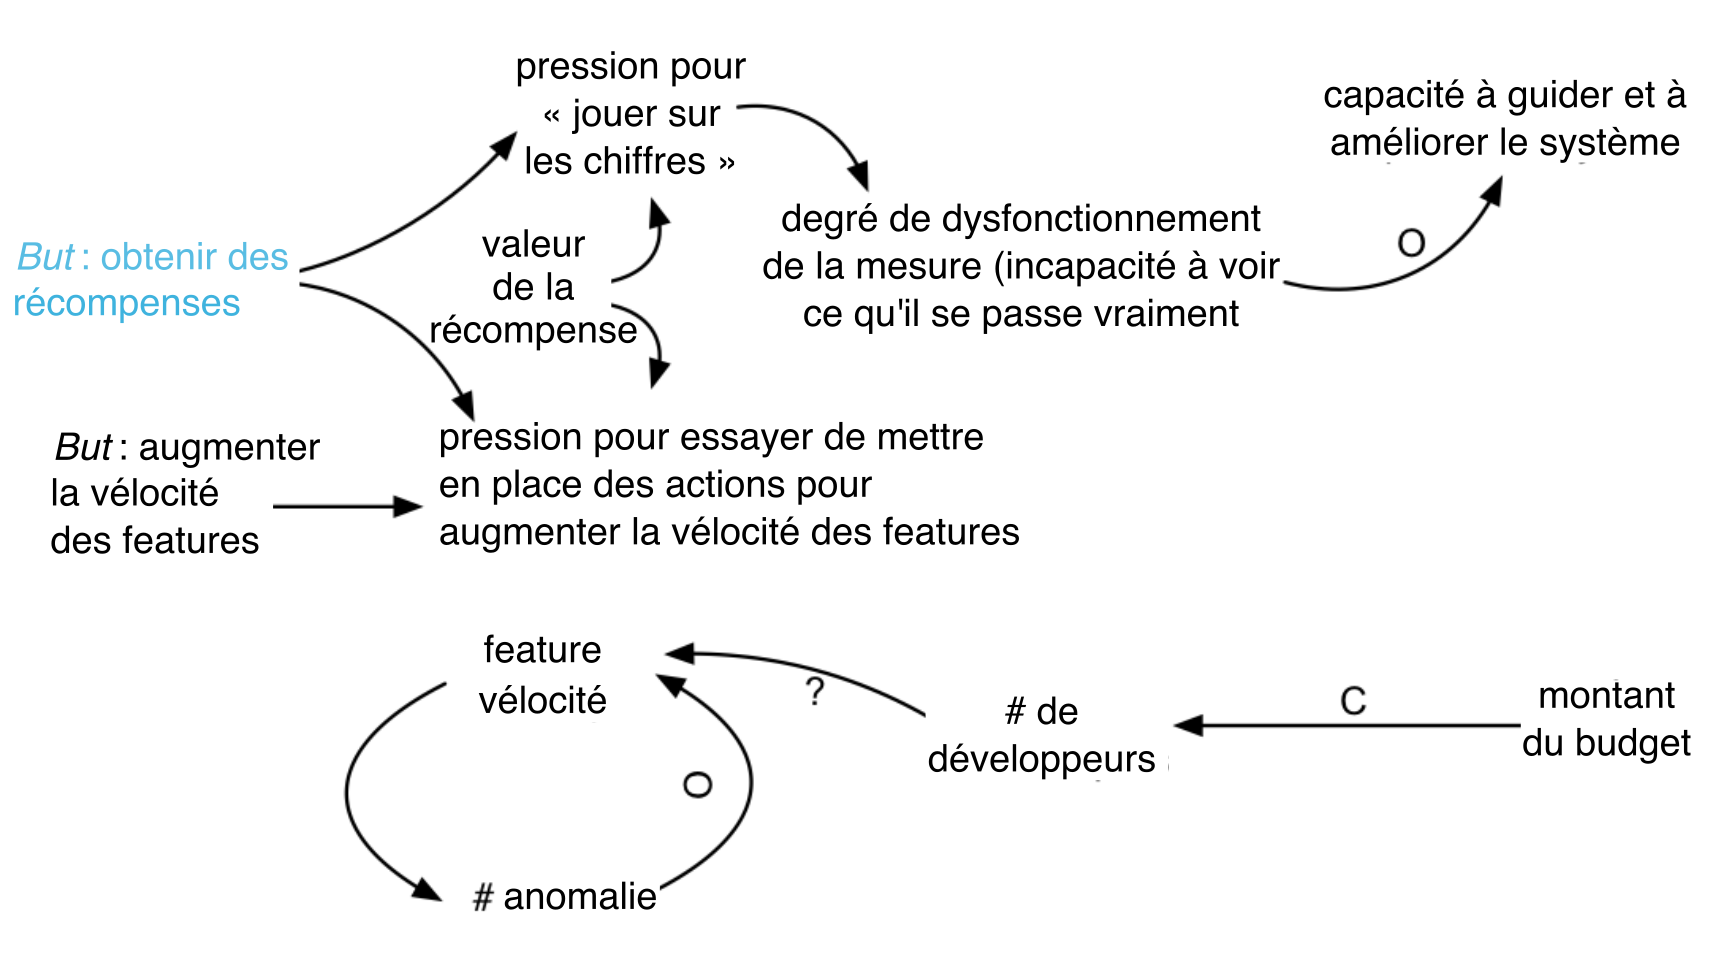 pression pour
« jouer sur
les chiffres »
capacité à guider et à
améliorer le système
degré de dysfonctionnement
de la mesure (incapacité à voir
ce qu'il se passe vraiment
O
But : obtenir des
récompenses
valeur
de la
récompense
But : augmenter
la vélocité
des features
pression pour essayer de mettre
en place des actions pour
augmenter la vélocité des features
feature
vélocité
?
# de
développeurs
C
montant
du budget
O
# anomalie